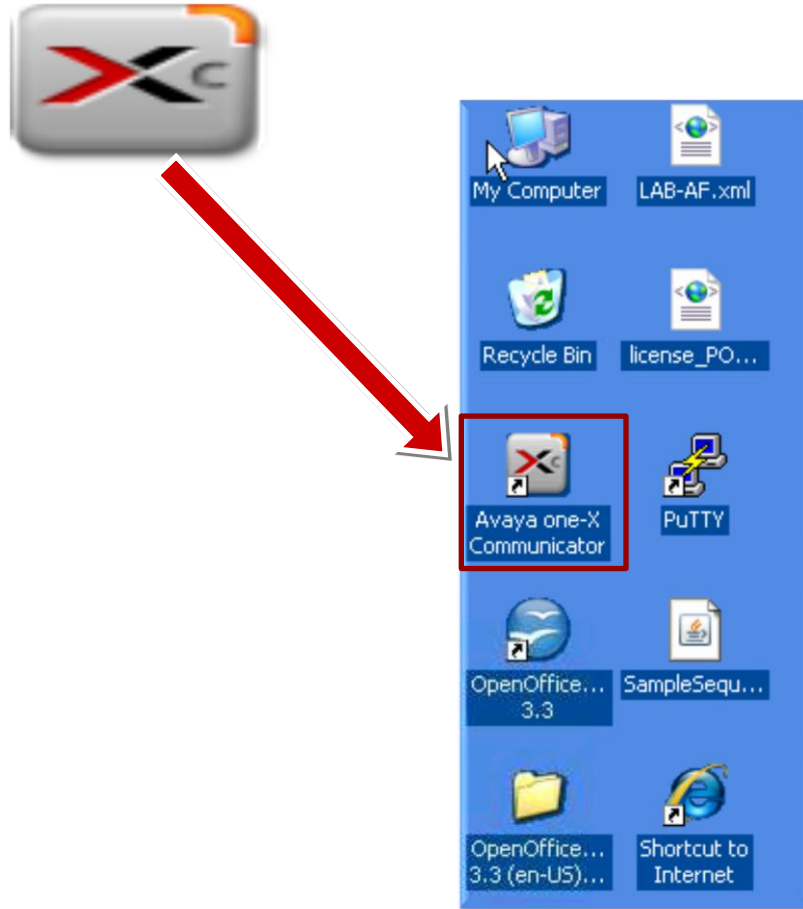 My Computer
LAB-AF.xml
Recycle Bin
license_PO...
Avaya one-X
Communicator
PuTTY
OpenOffice...
3.3
SampleSequ...
OpenOffice...
3.3 (en-US)...
Shortcut to
Internet